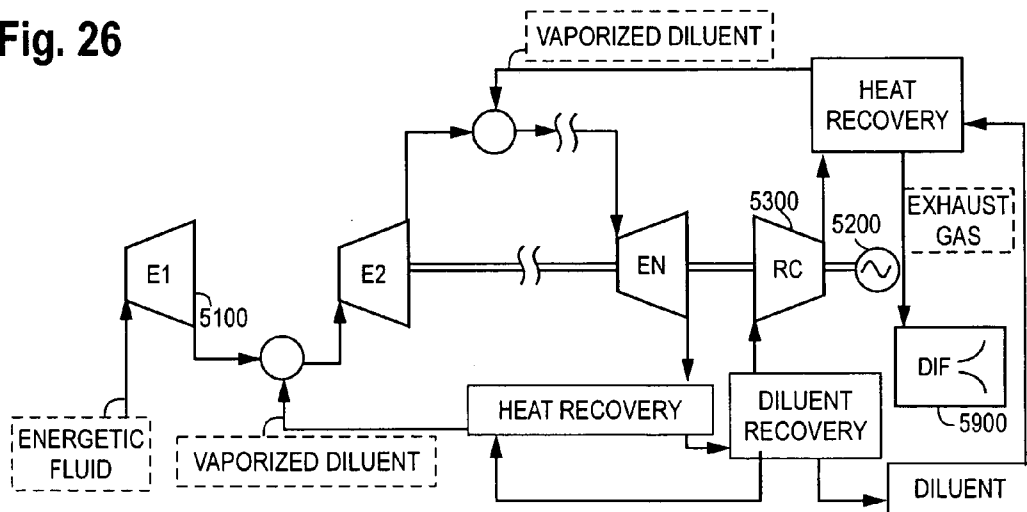 Fig. 26
VAPORIZED DILUENT
HEAT
RECOVERY
5300
5200
EXHAUST
GAS
E1
E2
EN
RC
5100
DIF
5900
HEAT RECOVERY
DILUENT
RECOVERY
ENERGETIC
FLUID
VAPORIZED DILUENT
DILUENT